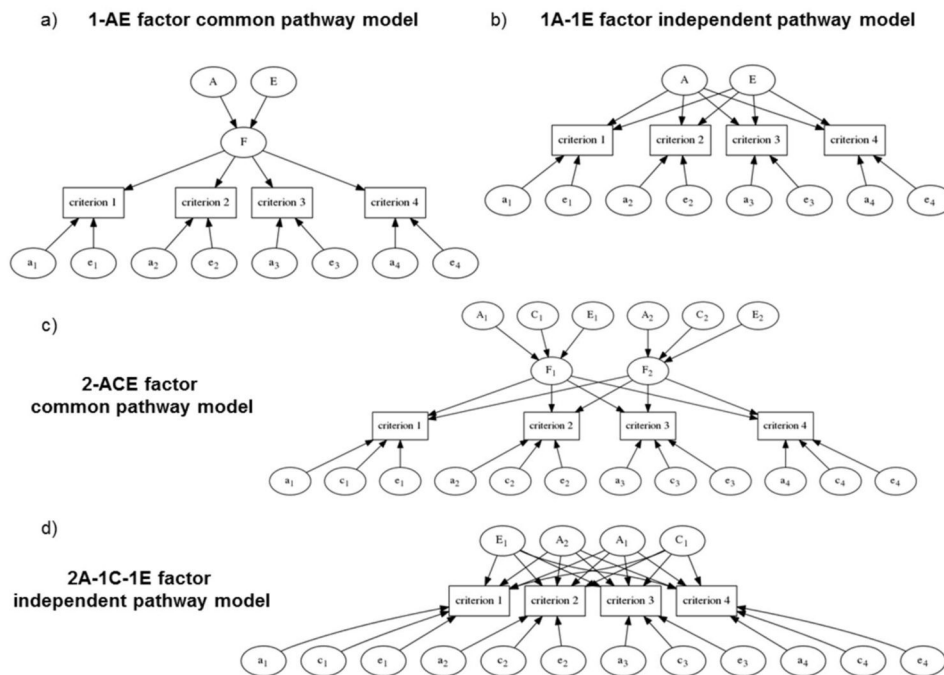 a) 1-AE factor common pathway model
b) 1A-1E factor independent pathway model
A E
F
criterion 1 criterion 2 criterion 3 criterion 4
a1 e1 a2 e2 a3 e3 a4 e4
A E
criterion 1 criterion 2 criterion 3 criterion 4
a1 e1 a2 e2 a3 e3 a4 e4
c)
2-ACE factor
common pathway model
A1 C1 E1 A2 C2 E2
F1 F2
criterion 1 criterion 2 criterion 3 criterion 4
a1 c1 e1 a2 c2 e2 a3 c3 e3 a4 c4 e4
d)
2A-1C-1E factor
independent pathway model
E1 A2 A1 C1
criterion 1 criterion 2 criterion 3 criterion 4
a1 c1 e1 a2 c2 e2 a3 c3 e3 a4 c4 e4